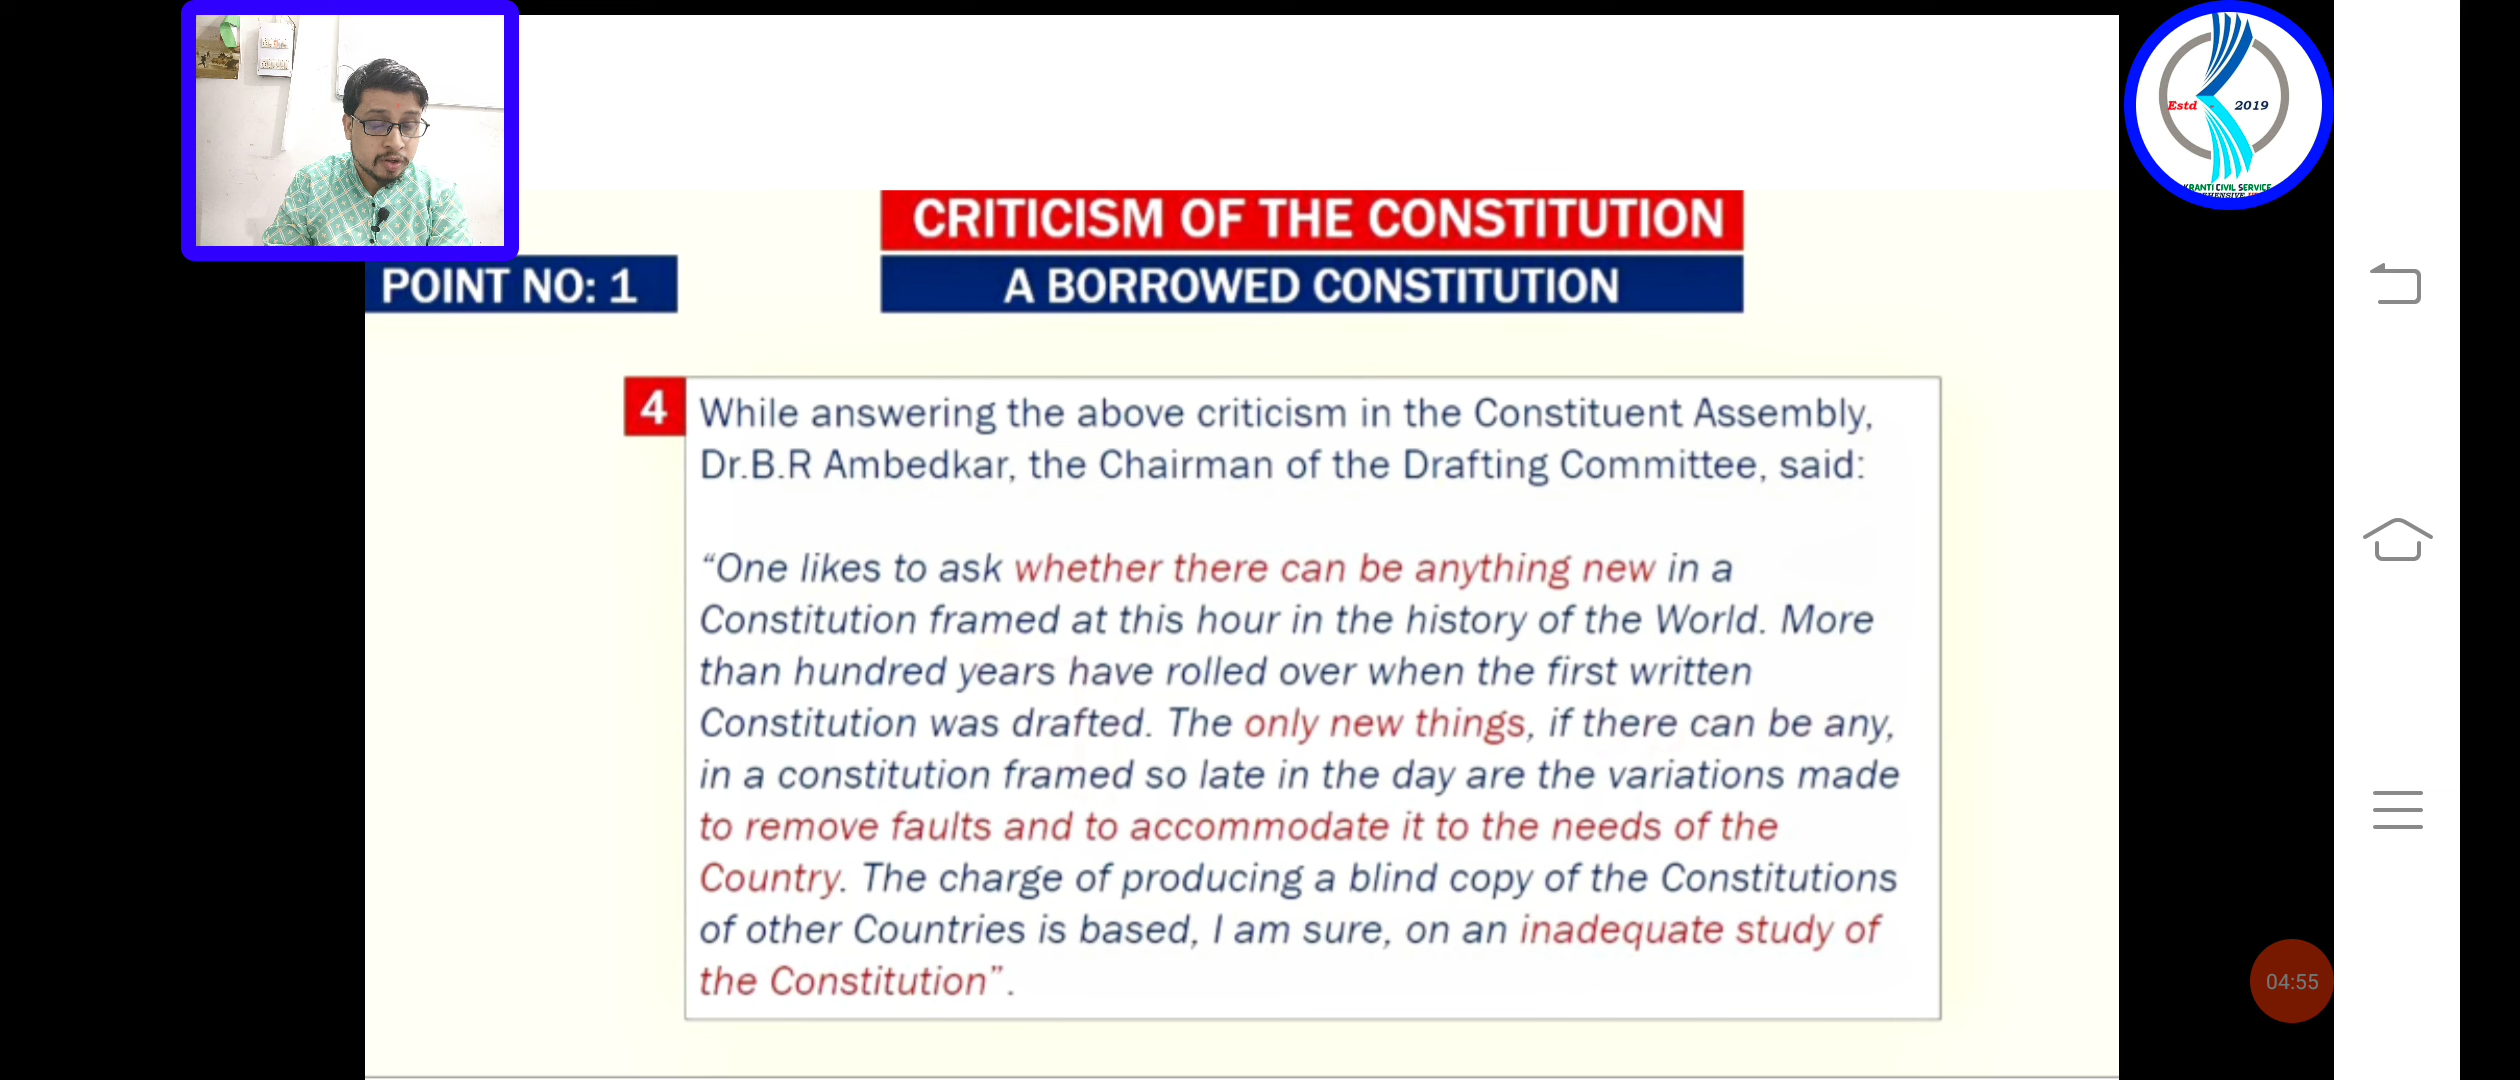 Estd
2019
KRANTI CIVIL SERVICE
CRITICISM OF THE CONSTITUTION
POINT NO: 1
A BORROWED CONSTITUTION
4
While answering the above criticism in the Constituent Assembly,
Dr.B.R Ambedkar, the Chairman of the Drafting Committee, said:
“One likes to ask whether there can be anything new in a
Constitution framed at this hour in the history of the World. More
than hundred years have rolled over when the first written
Constitution was drafted. The only new things, if there can be any,
in a constitution framed so late in the day are the variations made
to remove faults and to accommodate it to the needs of the
Country. The charge of producing a blind copy of the Constitutions
of other Countries is based, I am sure, on an inadequate study of
the Constitution”.
04:55